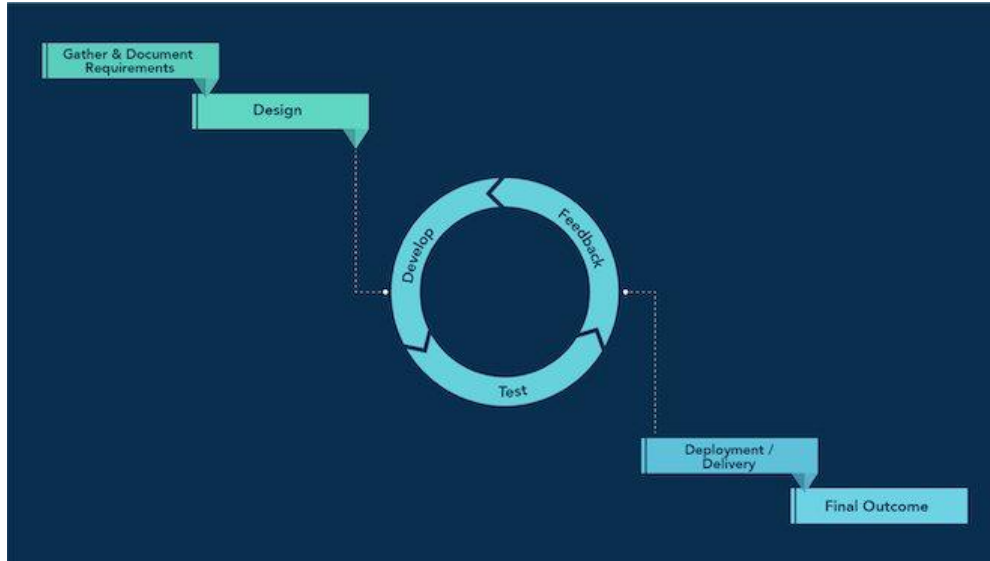 Gather & Document
Requirements
Design
Develop
Feedback
Test
Deployment /
Delivery
Final Outcome